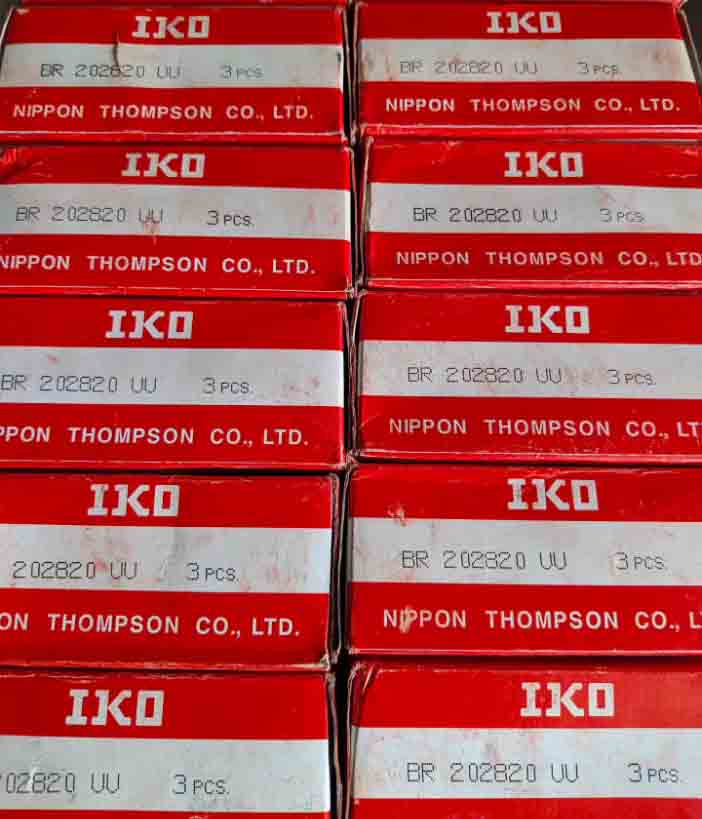 IKO
BR 202820 UU 3 PCS.
NIPPON THOMPSON CO., LTD.
IKO
BR 202820 UU 3 PCS.
NIPPON THOMPSON CO., LTD.
IKO
BR 202820 UU 3 PCS.
NIPPON THOMPSON CO., LTD.
IKO
BR 202820 UU 3 PCS.
NIPPON THOMPSON CO., LTD
IKO
BR 202820 UU 3 PCS.
PPON THOMPSON CO., LTD.
IKO
BR 202820 UU 3 PCS.
NIPPON THOMPSON CO., LT
IKO
202820 UU 3 PCS.
ON THOMPSON CO., LTD.
IKO
BR 202820 UU 3 PCS.
NIPPON THOMPSON CO., L
IKO
02820 UU 3 PCS.
IKO
BR 202820 UU 3 PCS.